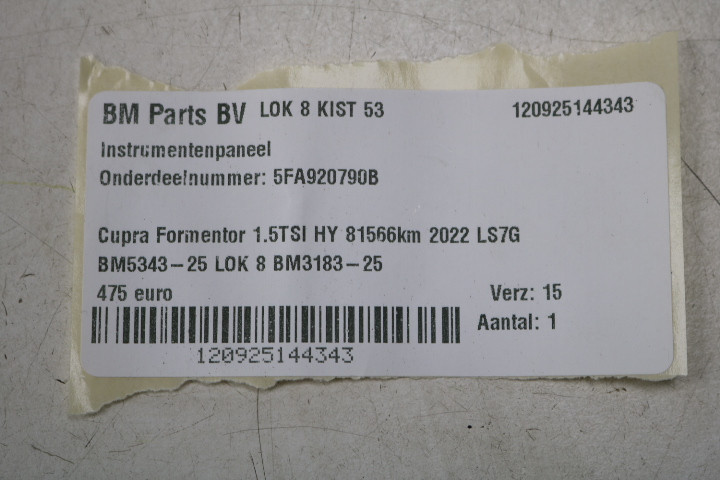 BM Parts BV LOK 8 KIST 53 120925144343
Instrumentenpaneel
Onderdeelnummer: 5FA920790B
Cupra Formentor 1.5TSI HY 81566km 2022 LS7G
BM5343-25 LOK 8 BM3183-25
475 euro Verz: 15
Aantal: 1
120925144343